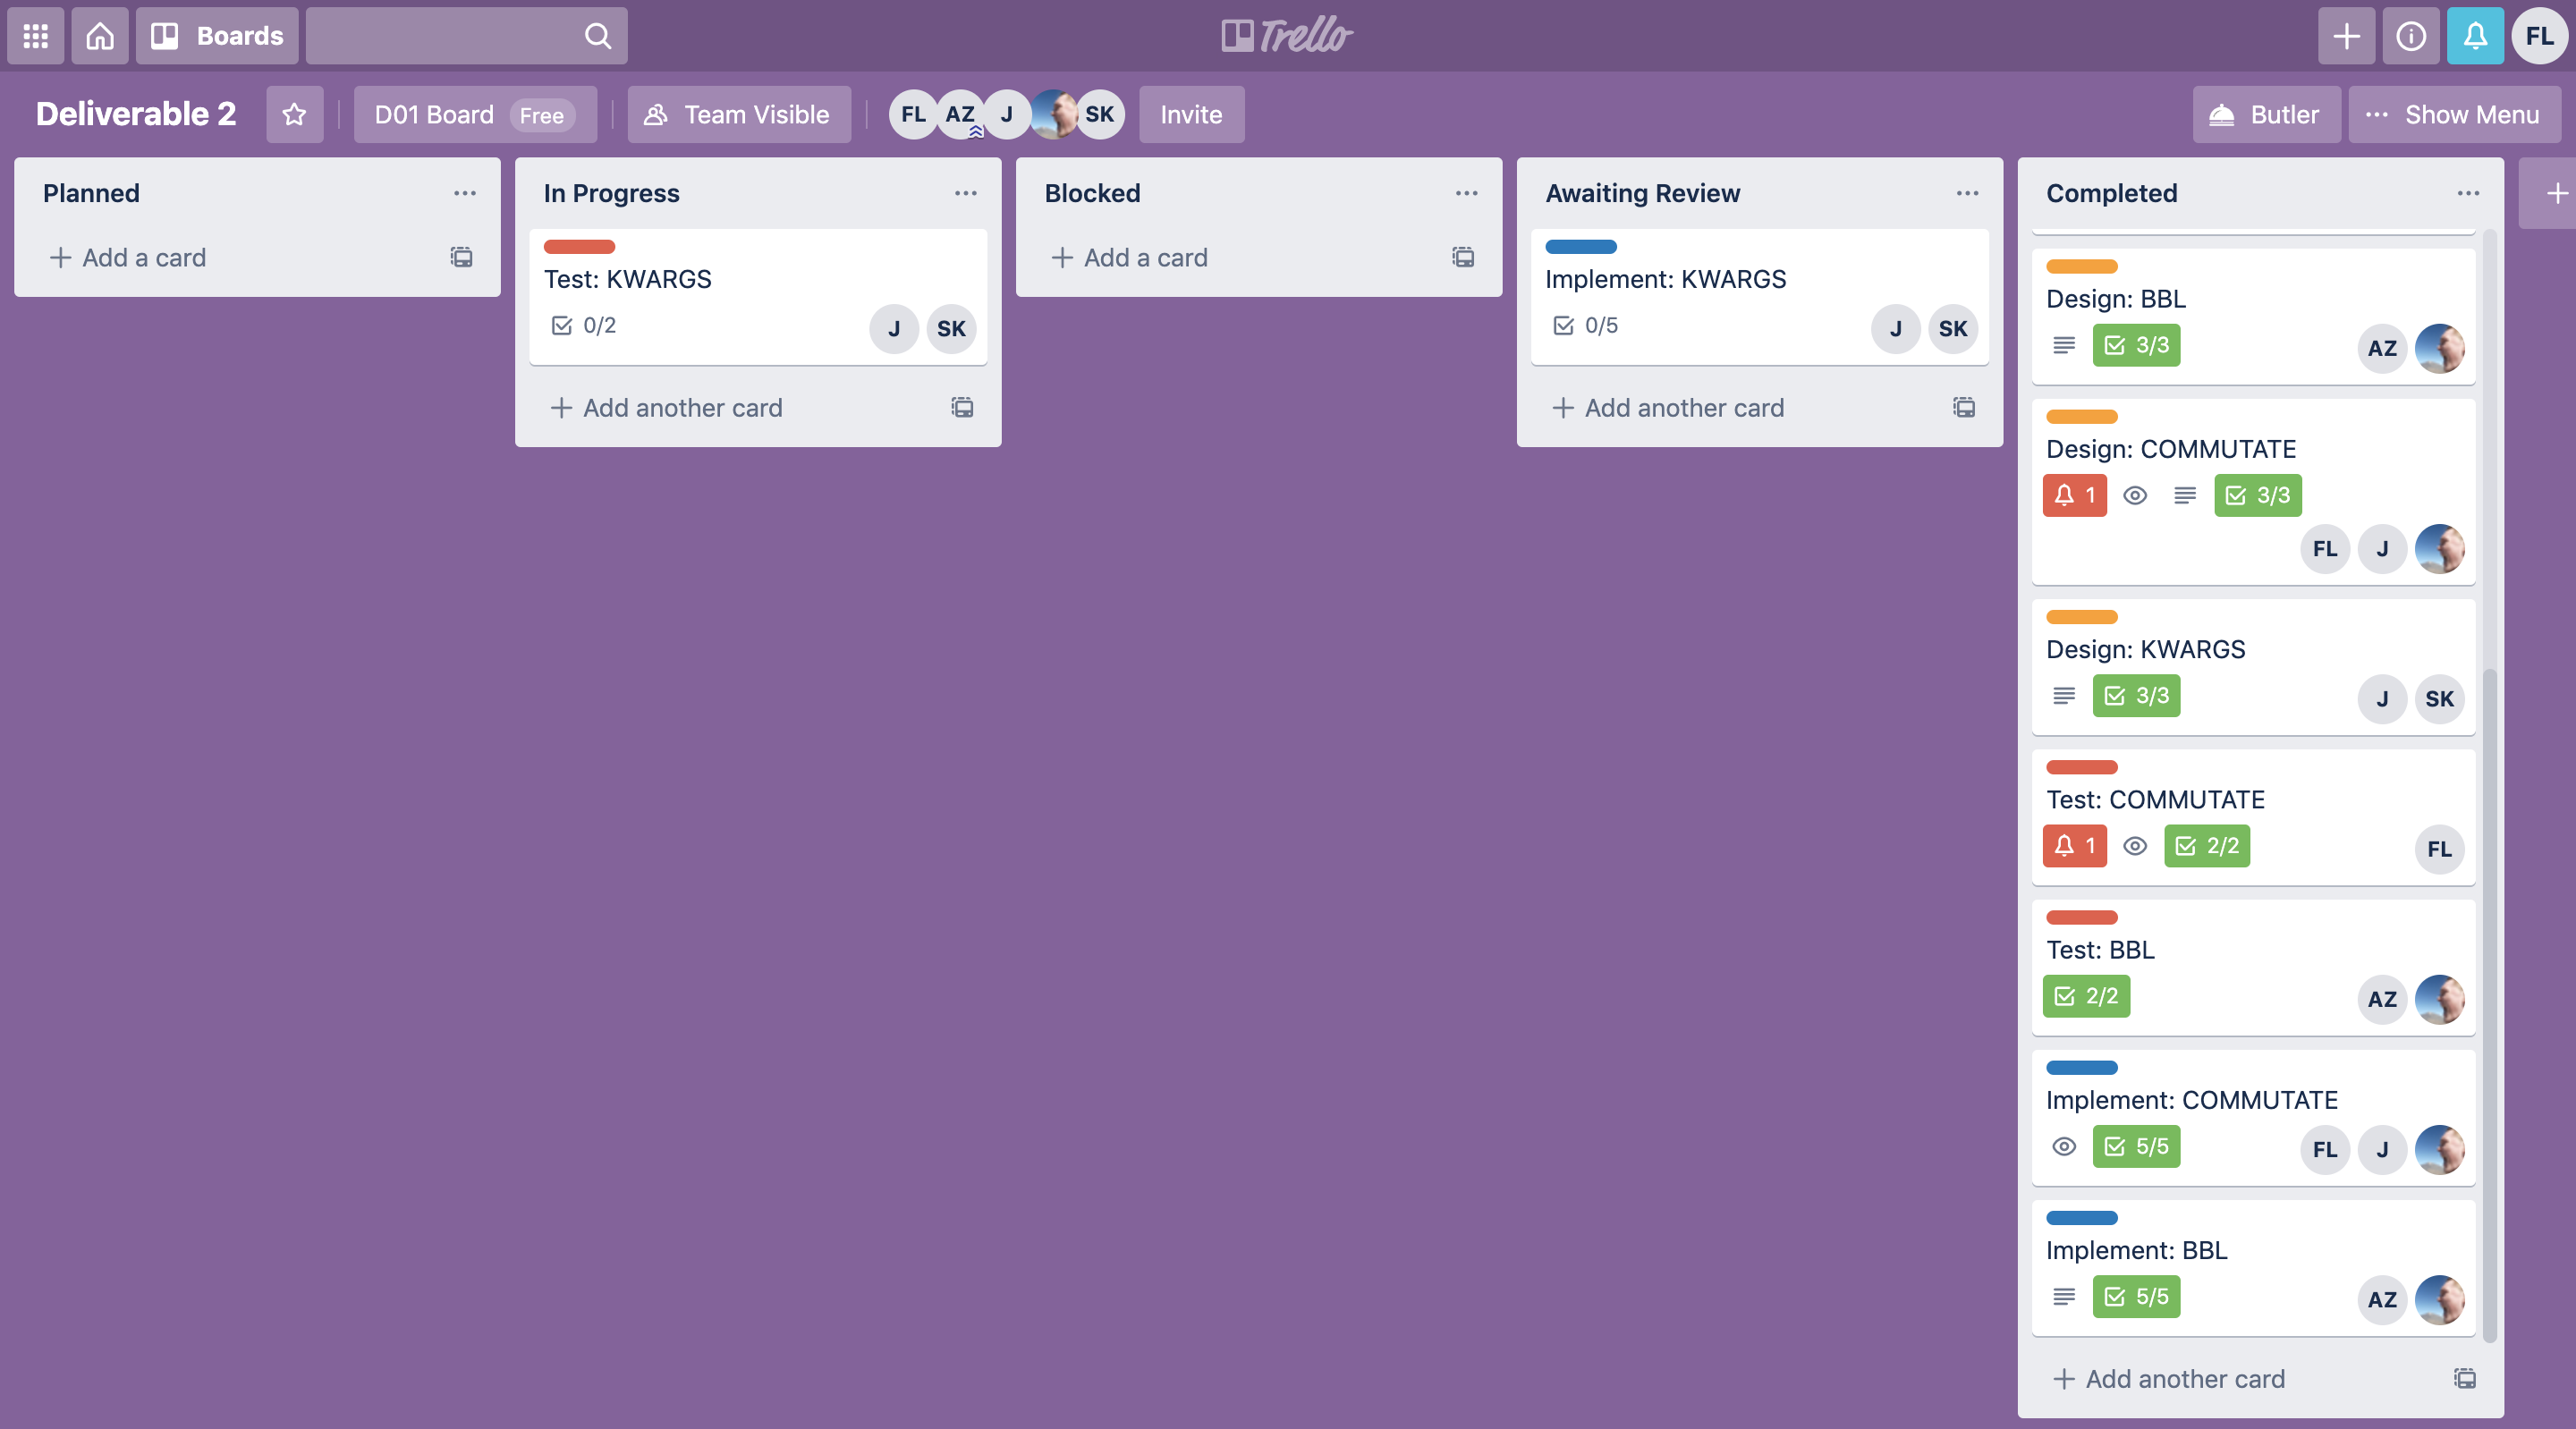 Boards
Trello
FL
Deliverable 2
D01 Board Free
Team Visible
FL AZ J SK
Invite
Butler
Show Menu
Planned
Add a card
In Progress
Test: KWARGS
0/2
J SK
Add another card
Blocked
Add a card
Awaiting Review
Implement: KWARGS
0/5
J SK
Add another card
Completed
Design: BBL
3/3
AZ
Design: COMMUTATE
1 3/3
FL J
Design: KWARGS
3/3
J SK
Test: COMMUTATE
1 2/2
FL
Test: BBL
2/2
AZ
Implement: COMMUTATE
5/5
FL J
Implement: BBL
5/5
AZ
Add another card